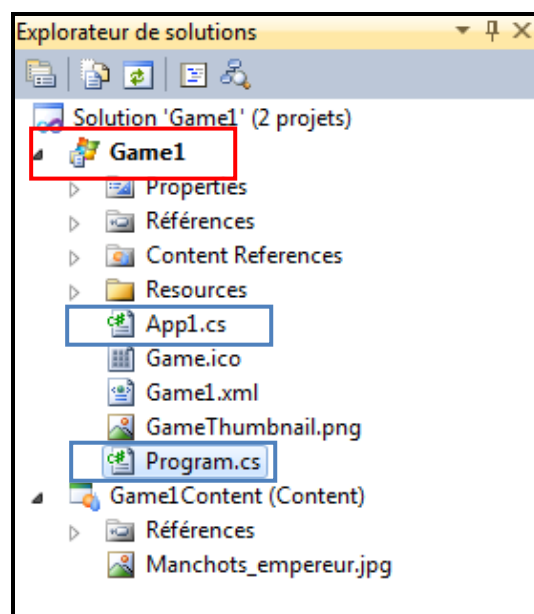 Explorateur de solutions
Solution 'Game1' (2 projets)
Game1
Properties
Références
Content References
Resources
App1.cs
Game.ico
Game1.xml
GameThumbnail.png
Program.cs
Game1Content (Content)
Références
Manchots_empereur.jpg